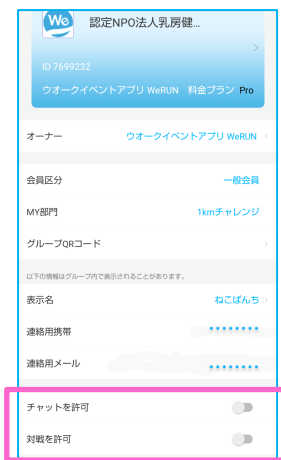 We 認定NPO法人乳房健...
ID 7699232
ウオークイベントアプリ WeRUN 料金プラン Pro
オーナー ウオークイベントアプリ WeRUN
会員区分 一般会員
MY部門 1kmチャレンジ
グループQRコード
以下の情報はグループ内で表示されることがあります。
表示名 ねこぱんち
連絡用携帯 ••••••••
連絡用メール ••••••••
チャットを許可
対戦を許可